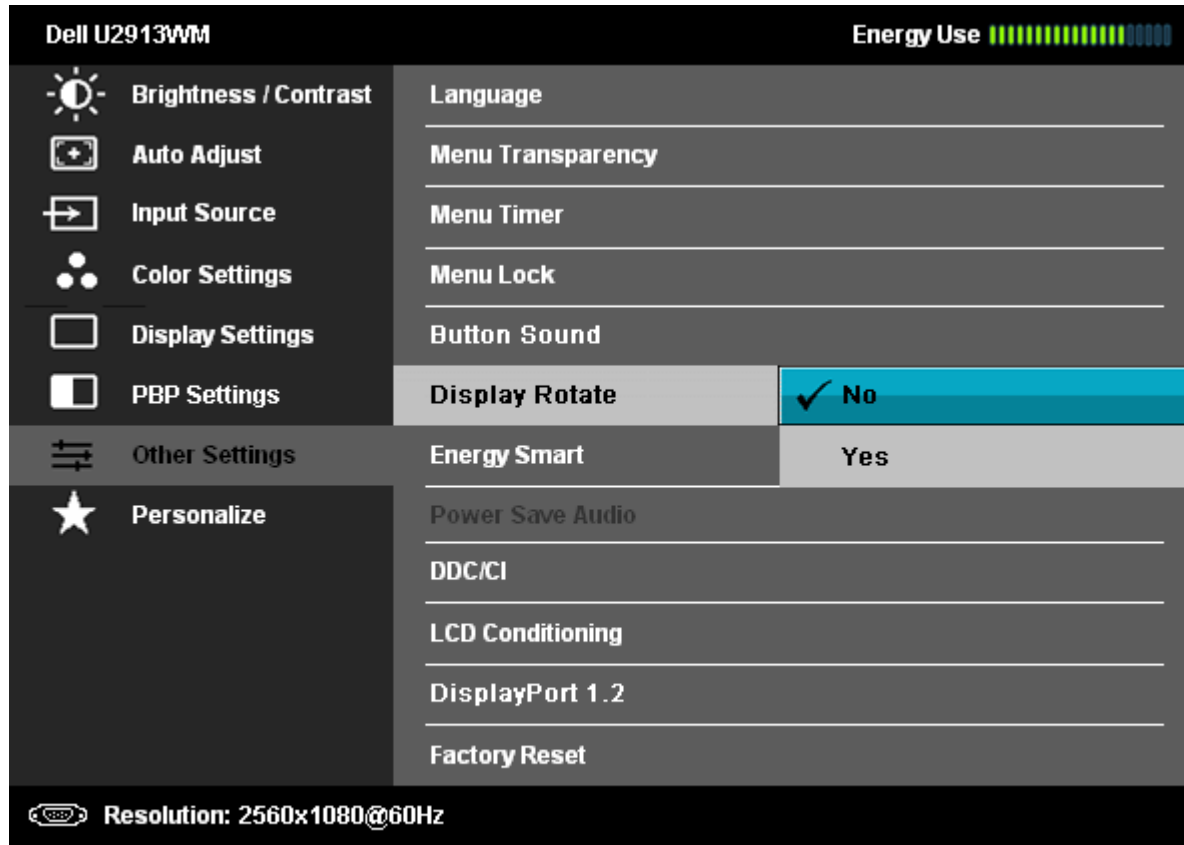 Dell U2913WM Energy Use
Brightness / Contrast Language
Auto Adjust Menu Transparency
Input Source Menu Timer
Color Settings Menu Lock
Display Settings Button Sound
PBP Settings Display Rotate No
Other Settings Energy Smart Yes
Personalize Power Save Audio
DDC/CI
LCD Conditioning
DisplayPort 1.2
Factory Reset
Resolution: 2560x1080@60Hz